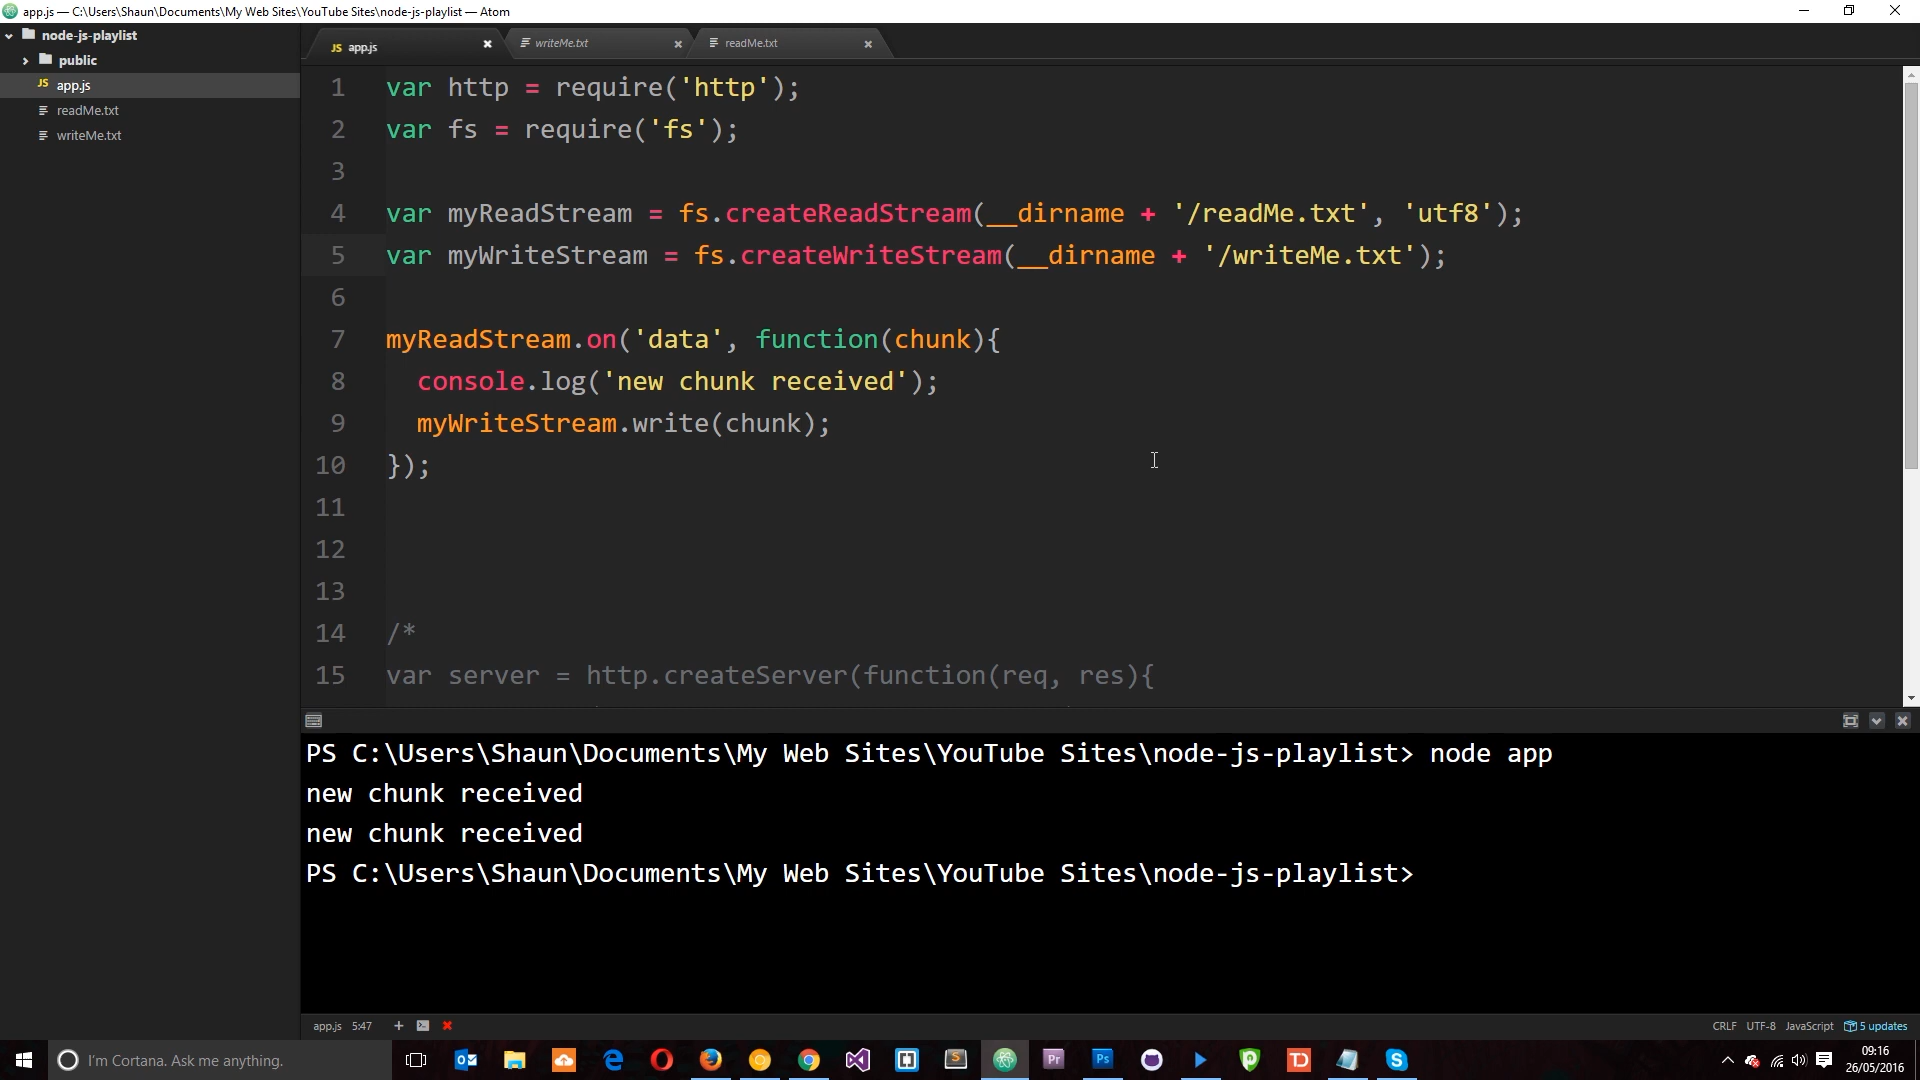 app.js — C:\Users\Shaun\Documents\My Web Sites\YouTube Sites\node-js-playlist — Atom
node-js-playlist
public
JS app.js
readMe.txt
writeMe.txt
JS app.js
writeMe.txt
readMe.txt
1 var http = require('http');
2 var fs = require('fs');
3
4 var myReadStream = fs.createReadStream(__dirname + '/readMe.txt', 'utf8');
5 var myWriteStream = fs.createWriteStream(__dirname + '/writeMe.txt');
6
7 myReadStream.on('data', function(chunk){
8 console.log('new chunk received');
9 myWriteStream.write(chunk);
10 });
11
12
13
14 /*
15 var server = http.createServer(function(req, res){
PS C:\Users\Shaun\Documents\My Web Sites\YouTube Sites\node-js-playlist> node app
new chunk received
new chunk received
PS C:\Users\Shaun\Documents\My Web Sites\YouTube Sites\node-js-playlist>
app.js 5:47
CRLF UTF-8 JavaScript 5 updates
I'm Cortana. Ask me anything.
Pr
Ps
TD
09:16
26/05/2016